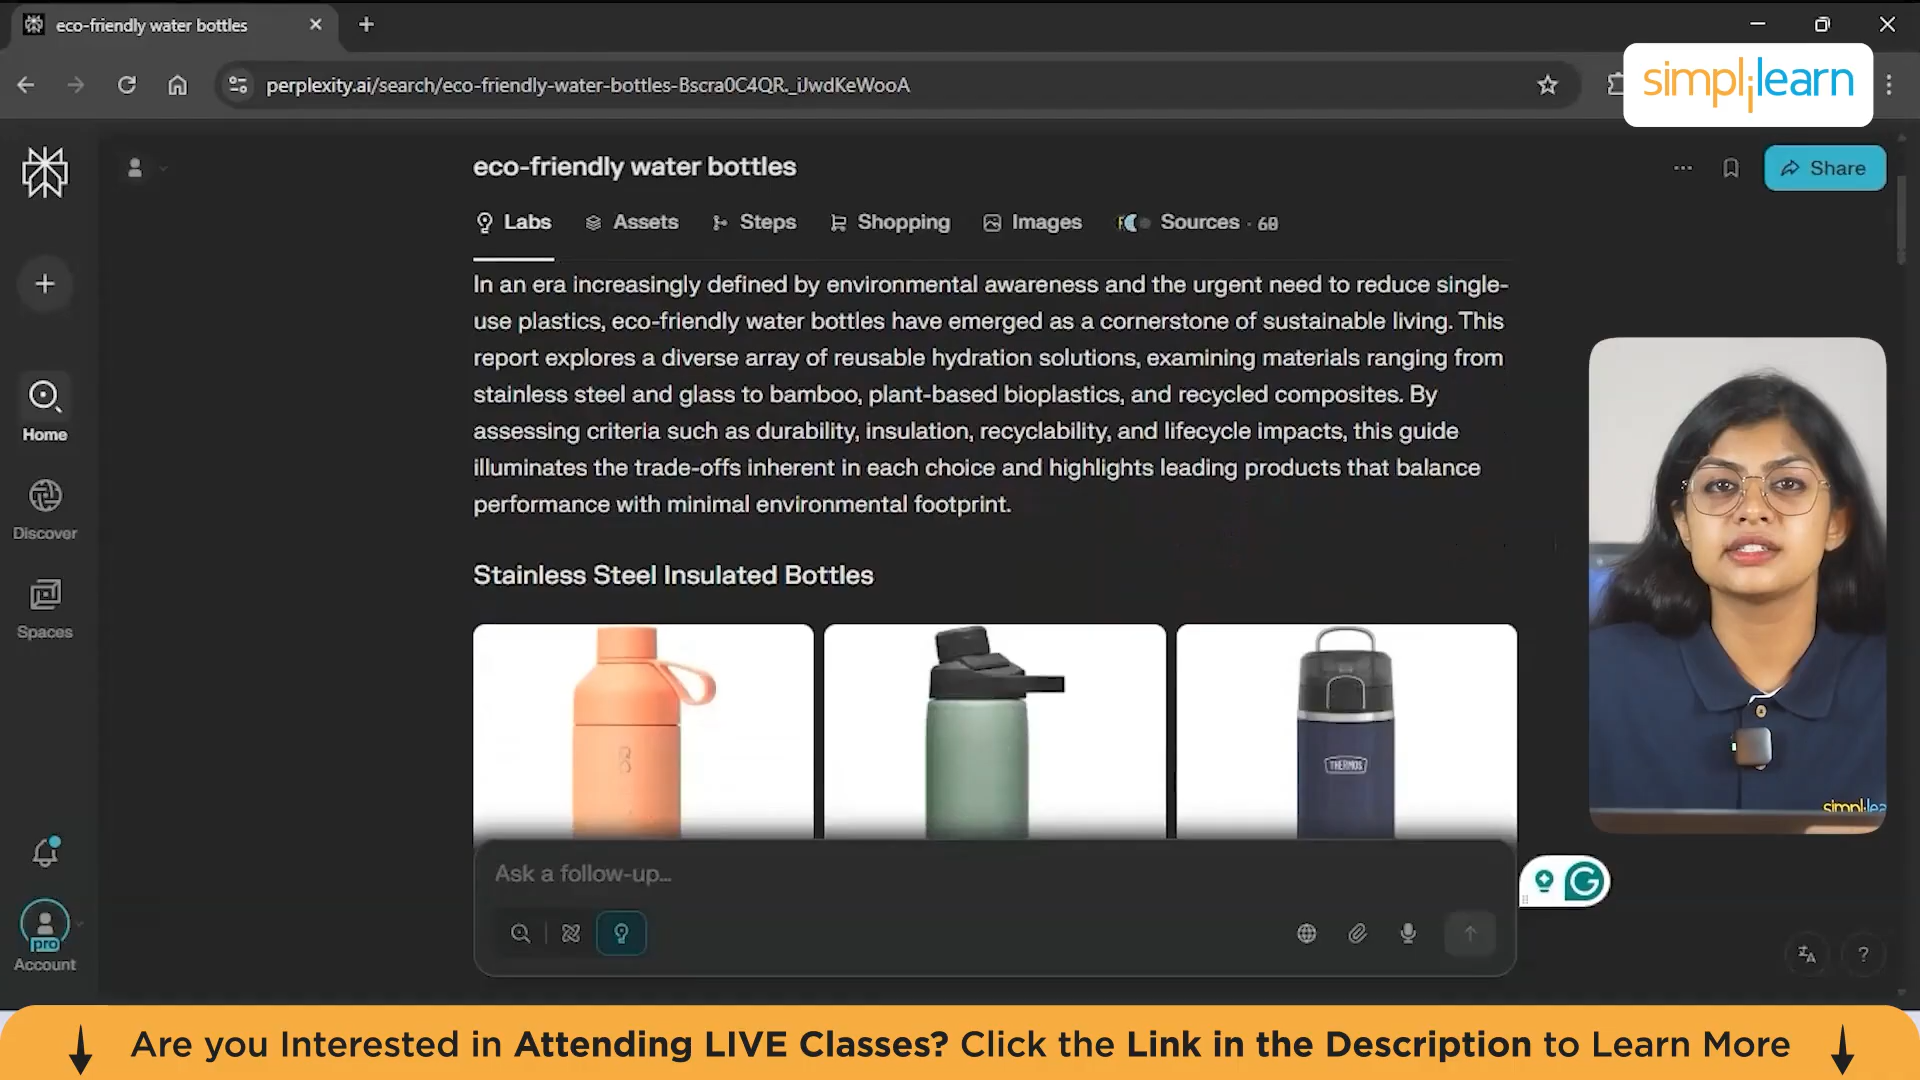 eco-friendly water bottles
simplilearn
perplexity.ai/search/eco-friendly-water-bottles-Bscra0C4QR._iJwdKeWooA
eco-friendly water bottles
Share
Labs
Assets
Steps
Shopping
Images
Sources · 60
In an era increasingly defined by environmental awareness and the urgent need to reduce single-
use plastics, eco-friendly water bottles have emerged as a cornerstone of sustainable living. This
report explores a diverse array of reusable hydration solutions, examining materials ranging from
stainless steel and glass to bamboo, plant-based bioplastics, and recycled composites. By
assessing criteria such as durability, insulation, recyclability, and lifecycle impacts, this guide
illuminates the trade-offs inherent in each choice and highlights leading products that balance
performance with minimal environmental footprint.
Home
Discover
Spaces
Stainless Steel Insulated Bottles
THERMOS
Ask a follow-up...
pro
Account
Are you Interested in Attending LIVE Classes? Click the Link in the Description to Learn More